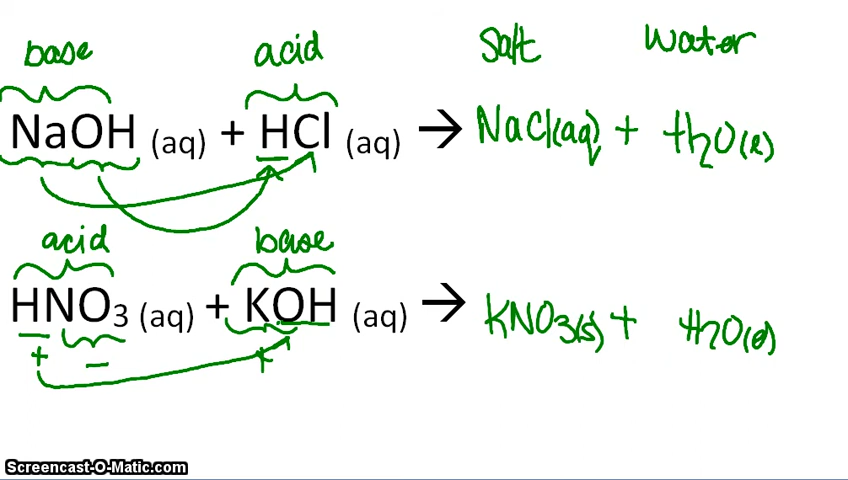 base acid Salt Water
NaOH (aq) + HCl (aq) → NaCl(aq) + H2O(l)
acid base
HNO3 (aq) + KOH (aq) → KNO3(s) + H2O(l)
+ − +
Screencast-O-Matic.com